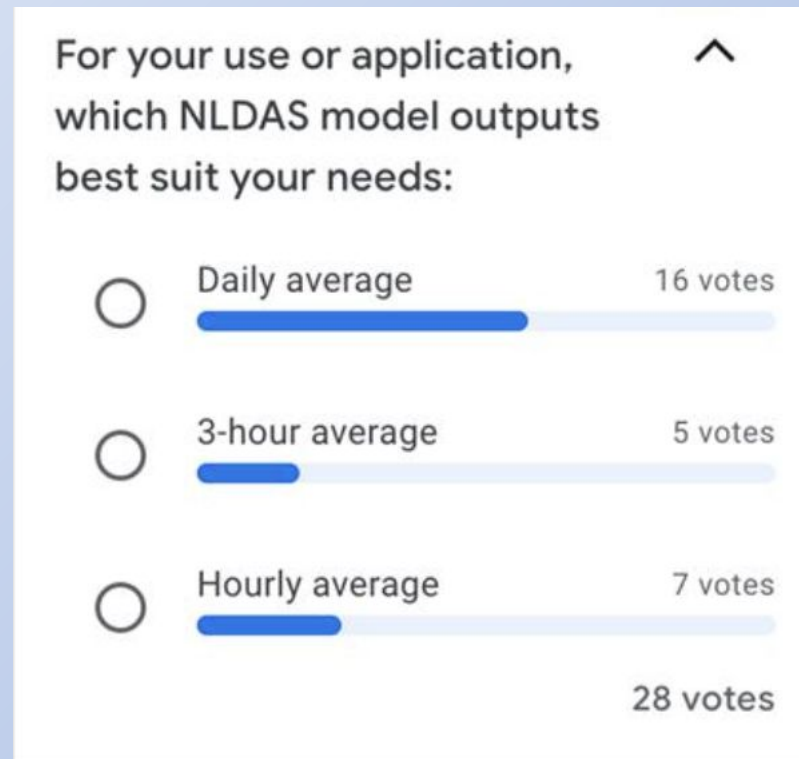 For your use or application,
which NLDAS model outputs
best suit your needs:
Daily average 16 votes
3-hour average 5 votes
Hourly average 7 votes
28 votes